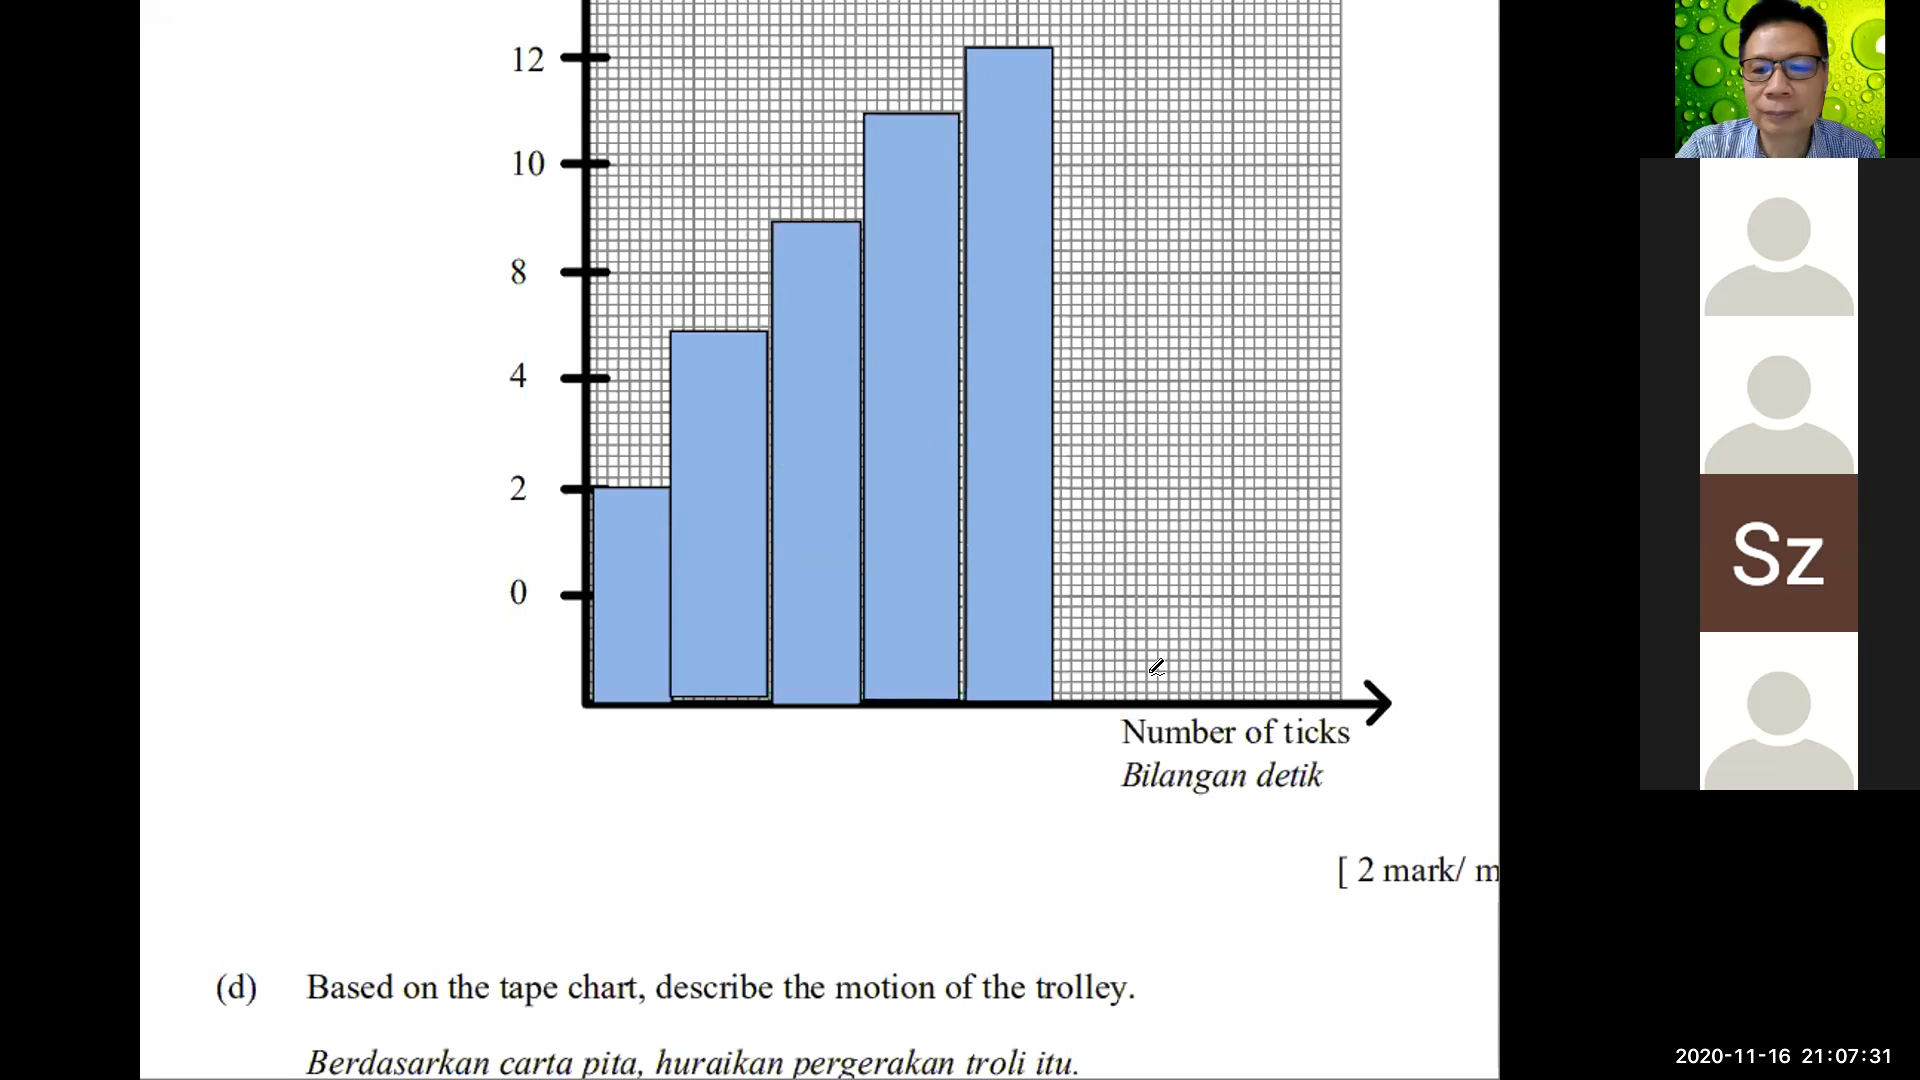 12
10
8
4
2
0
Number of ticks
Bilangan detik
[ 2 mark/ m
(d) Based on the tape chart, describe the motion of the trolley.
Berdasarkan carta pita, huraikan pergerakan troli itu.
Sz
2020-11-16 21:07:31